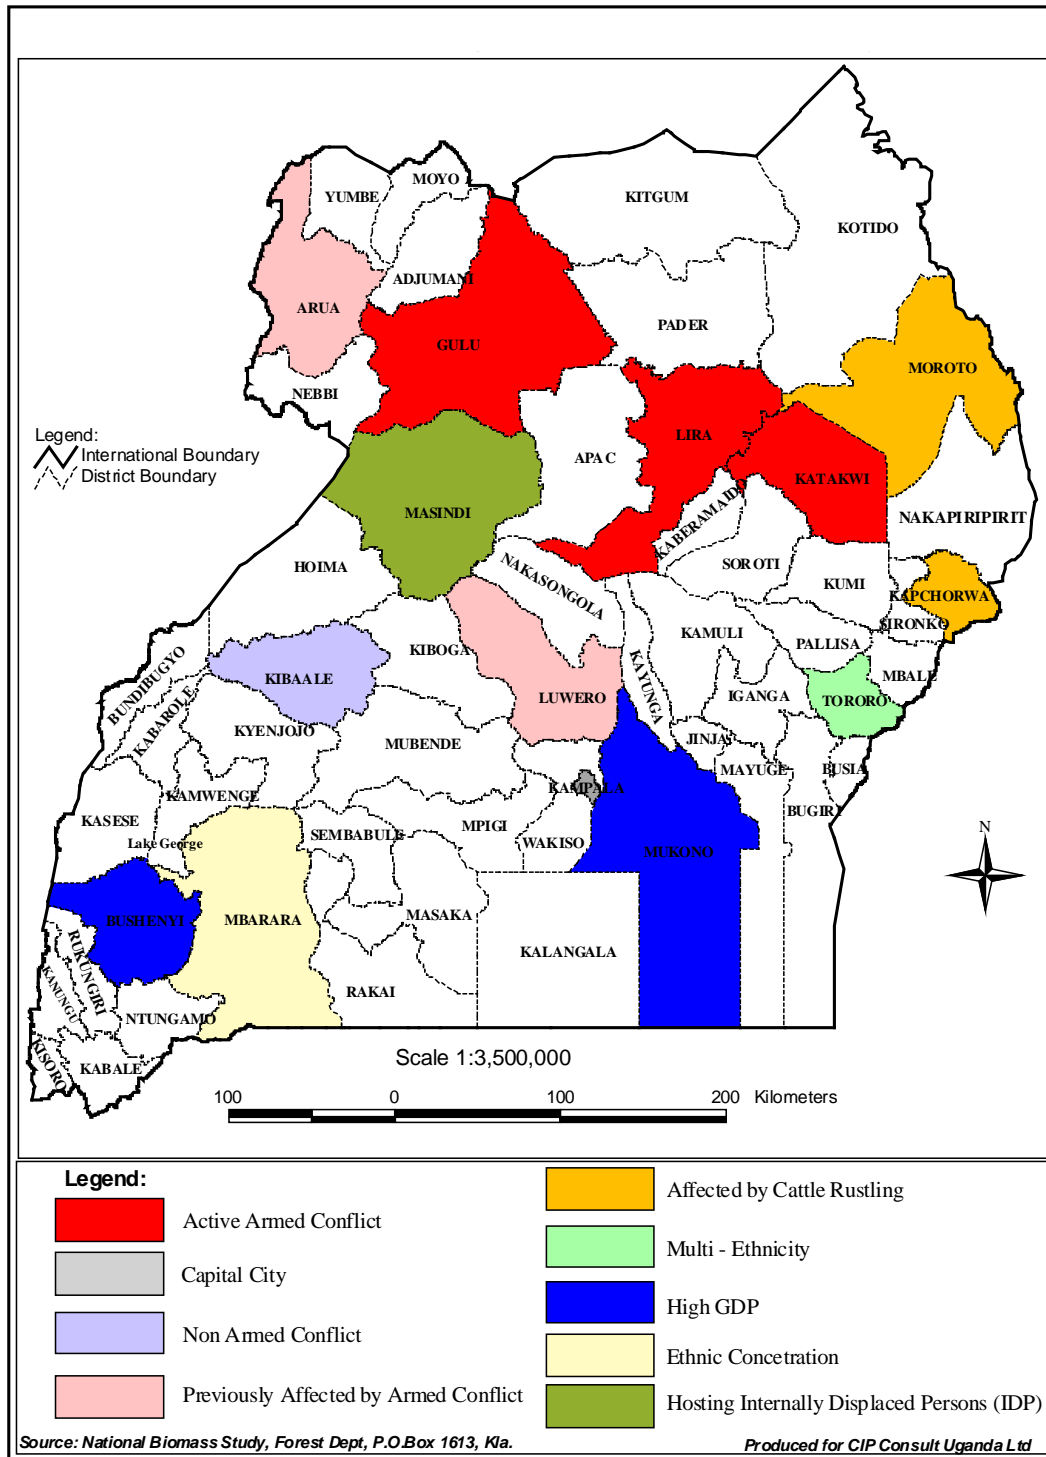 MOYO
YUMBE
KITGUM
KOTIDO
ADJUMANI
ARUA
PADER
GULU
MOROTO
NEBBI
Legend:
International Boundary
District Boundary
LIRA
APAC
KATAKWI
KABERAMAIDO
MASINDI
NAKAPIRIPIRIT
HOIMA
NAKASONGOLA
SOROTI
KUMI
KAPCHORWA
SIRONKO
KAMULI
PALLISA
KIBOGA
BUNDIBUGYO
KIBAALE
KAYUNGA
MBALE
IGANGA
LUWERO
TORORO
KABAROLE
KYENJOJO
MUBENDE
JINJA
MAYUGE
BUSIA
KAMWENGE
KAMPALA
BUGIRI
KASESE
SEMBABULE
MPIGI
WAKISO
Lake George
MUKONO
N
BUSHENYI
MBARARA
MASAKA
RUKUNGIRI
KALANGALA
KANUNGU
RAKAI
NTUNGAMO
KISORO
KABALE
Scale 1:3,500,000
100 0 100 200 Kilometers
Legend:
Active Armed Conflict
Capital City
Non Armed Conflict
Previously Affected by Armed Conflict
Affected by Cattle Rustling
Multi - Ethnicity
High GDP
Ethnic Concetration
Hosting Internally Displaced Persons (IDP)
Source: National Biomass Study, Forest Dept, P.O.Box 1613, Kla.
Produced for CIP Consult Uganda Ltd